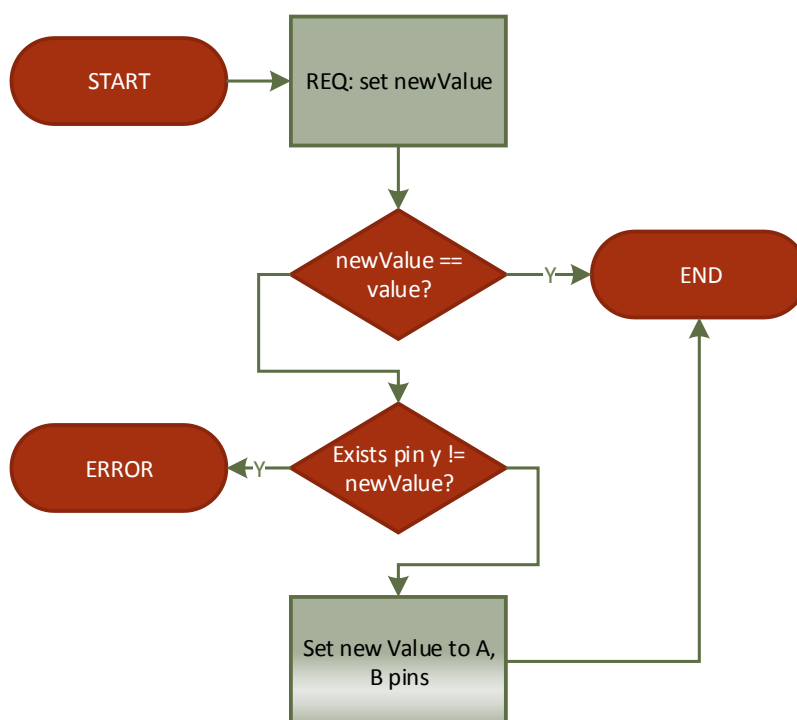 START
REQ: set newValue
newValue ==
value?
Y
END
ERROR
Y
Exists pin y !=
newValue?
Set new Value to A,
B pins